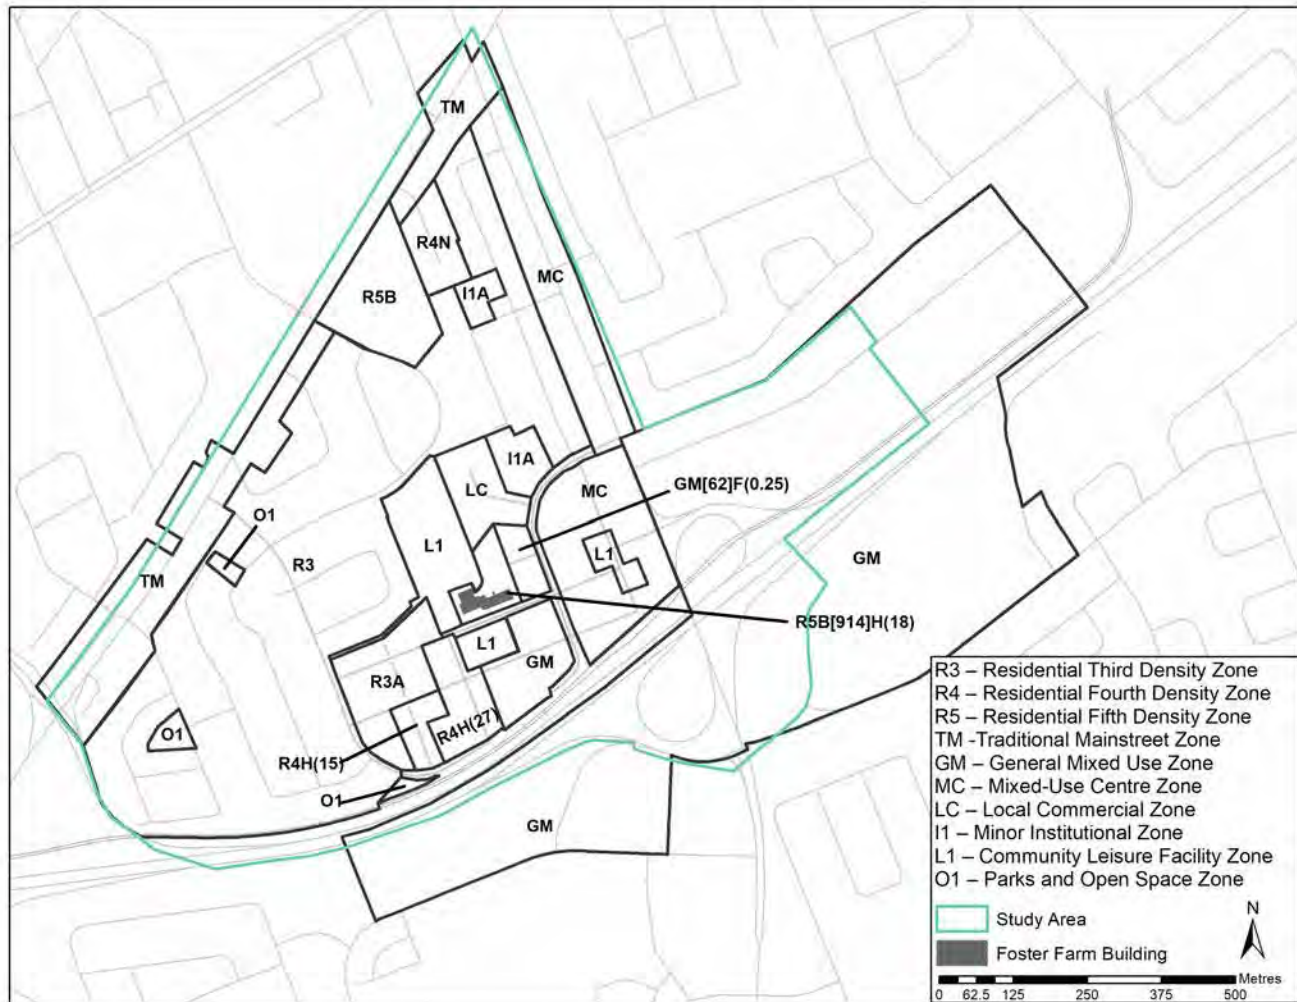 TM
R4N
MC
R5B
I1A
I1A
LC
MC
GM[62]F(0.25)
O1
L1
L1
R3
TM
GM
R5B[914]H(18)
L1
GM
R3A
O1
R4H(27)
R4H(15)
O1
GM
R3 – Residential Third Density Zone
R4 – Residential Fourth Density Zone
R5 – Residential Fifth Density Zone
TM -Traditional Mainstreet Zone
GM – General Mixed Use Zone
MC – Mixed-Use Centre Zone
LC – Local Commercial Zone
I1 – Minor Institutional Zone
L1 – Community Leisure Facility Zone
O1 – Parks and Open Space Zone
Study Area
N
Foster Farm Building
Metres
0 62.5 125 250 375 500